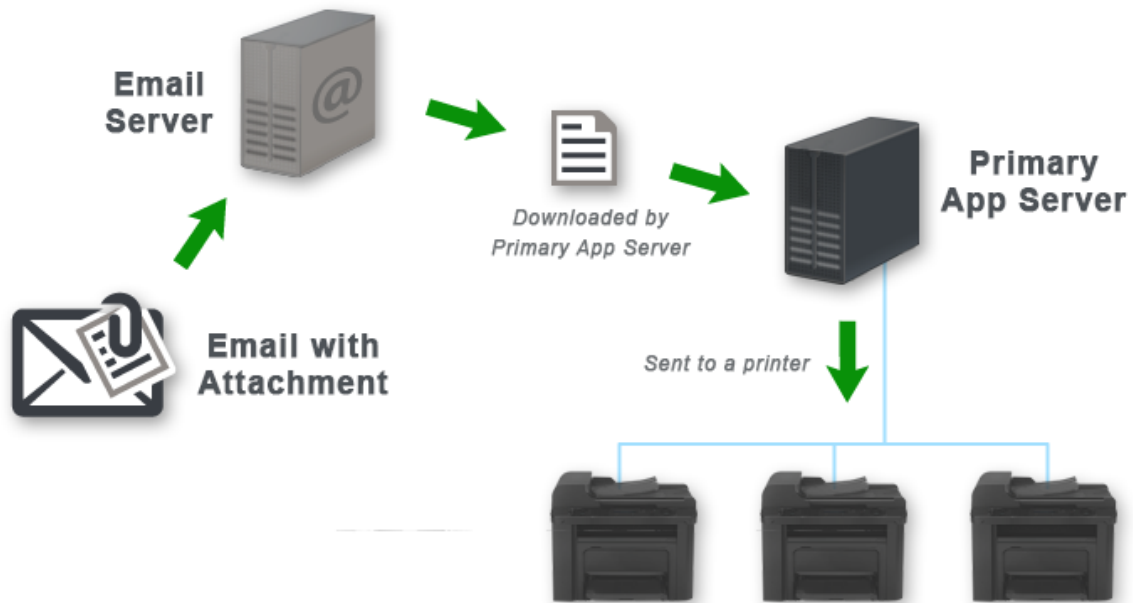 Email
Server
@
Downloaded by
Primary App Server
Primary
App Server
Email with
Attachment
Sent to a printer